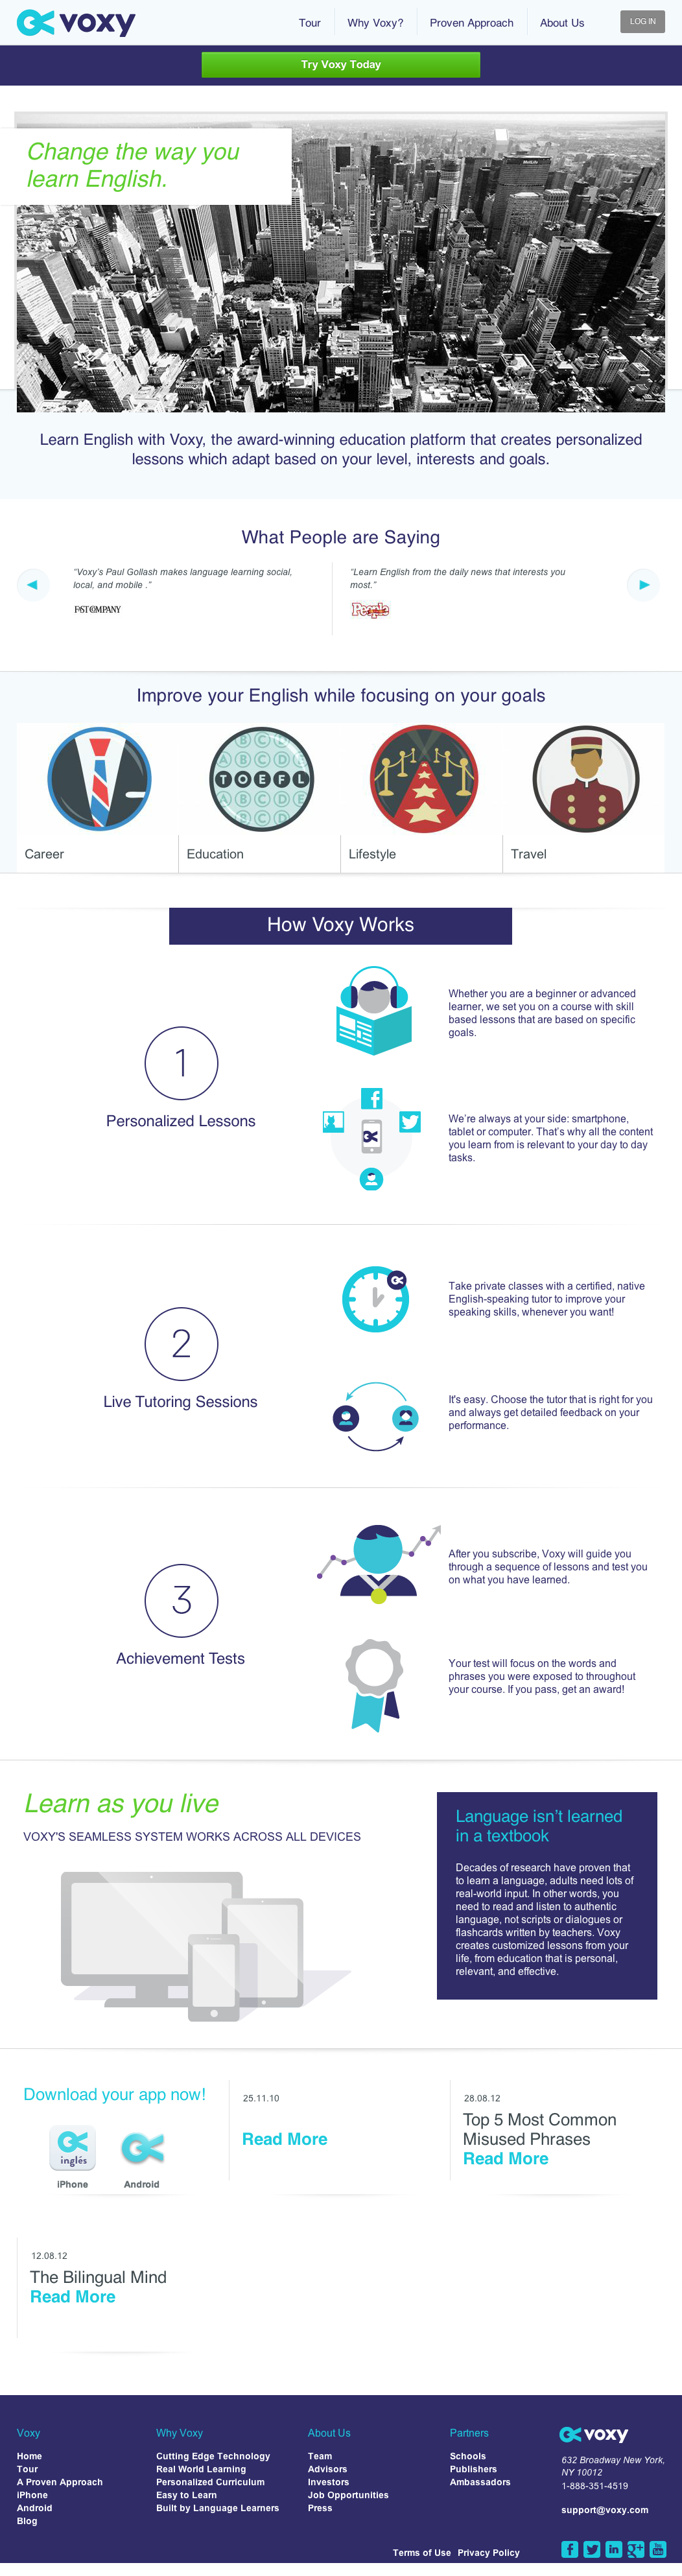 voxy
Tour
Why Voxy?
Proven Approach
About Us
LOG IN
Try Voxy Today
Change the way you
learn English.
MetLife
Learn English with Voxy, the award-winning education platform that creates personalized
lessons which adapt based on your level, interests and goals.
What People are Saying
“Voxy’s Paul Gollash makes language learning social,
local, and mobile .”
FAST COMPANY
“Learn English from the daily news that interests you
most.”
People
Improve your English while focusing on your goals
A B C D
A B C D E
T O E F L
A B C D E
B C D
Career
Education
Lifestyle
Travel
How Voxy Works
1
Personalized Lessons
Whether you are a beginner or advanced
learner, we set you on a course with skill
based lessons that are based on specific
goals.
We’re always at your side: smartphone,
tablet or computer. That’s why all the content
you learn from is relevant to your day to day
tasks.
2
Live Tutoring Sessions
Take private classes with a certified, native
English-speaking tutor to improve your
speaking skills, whenever you want!
It's easy. Choose the tutor that is right for you
and always get detailed feedback on your
performance.
3
Achievement Tests
After you subscribe, Voxy will guide you
through a sequence of lessons and test you
on what you have learned.
Your test will focus on the words and
phrases you were exposed to throughout
your course. If you pass, get an award!
Learn as you live
VOXY'S SEAMLESS SYSTEM WORKS ACROSS ALL DEVICES
Language isn’t learned
in a textbook
Decades of research have proven that
to learn a language, adults need lots of
real-world input. In other words, you
need to read and listen to authentic
language, not scripts or dialogues or
flashcards written by teachers. Voxy
creates customized lessons from your
life, from education that is personal,
relevant, and effective.
Download your app now!
inglés
iPhone
Android
25.11.10
Read More
28.08.12
Top 5 Most Common
Misused Phrases
Read More
12.08.12
The Bilingual Mind
Read More
Voxy
Home
Tour
A Proven Approach
iPhone
Android
Blog
Why Voxy
Cutting Edge Technology
Real World Learning
Personalized Curriculum
Easy to Learn
Built by Language Learners
About Us
Team
Advisors
Investors
Job Opportunities
Press
Partners
Schools
Publishers
Ambassadors
voxy
632 Broadway New York,
NY 10012
1-888-351-4519
support@voxy.com
Terms of Use Privacy Policy